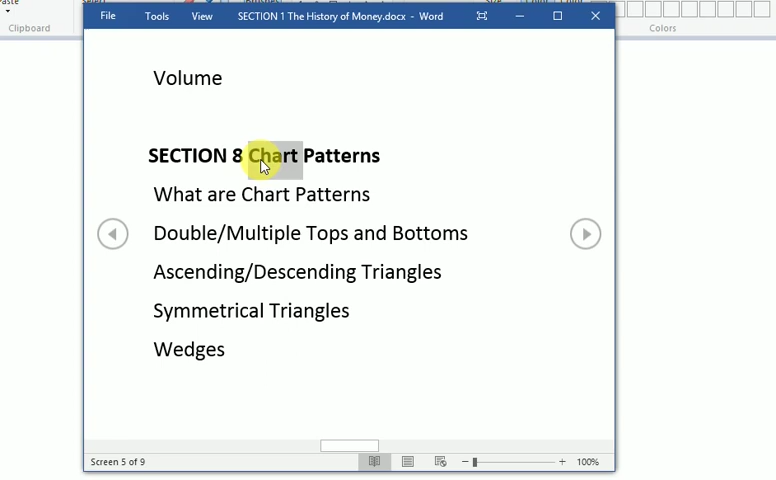 Clipboard
Colors
File Tools View SECTION 1 The History of Money.docx - Word
Volume
SECTION 8 Chart Patterns
What are Chart Patterns
Double/Multiple Tops and Bottoms
Ascending/Descending Triangles
Symmetrical Triangles
Wedges
Screen 5 of 9
100%